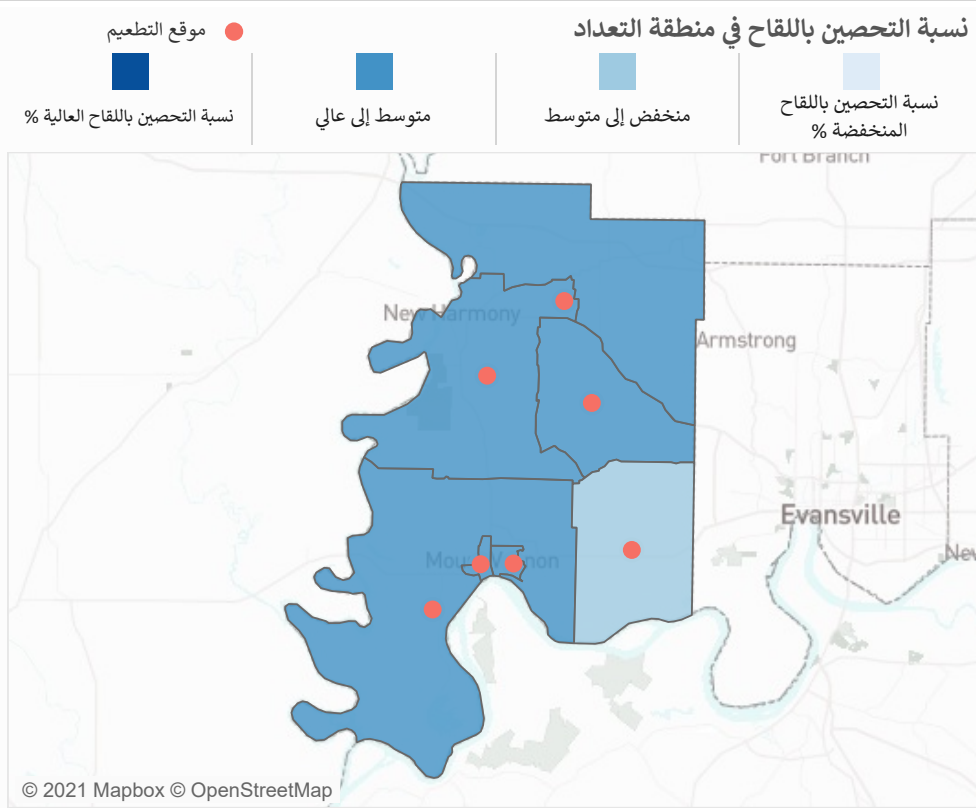 نسبة التحصين باللقاح في منطقة التعداد
موقع التطعيم
نسبة التحصين باللقاح
المنخفضة %
منخفض إلى متوسط
متوسط إلى عالي
نسبة التحصين باللقاح العالية %
Fort Branch
New Harmony
Armstrong
Evansville
Mount Vernon
New
© 2021 Mapbox © OpenStreetMap